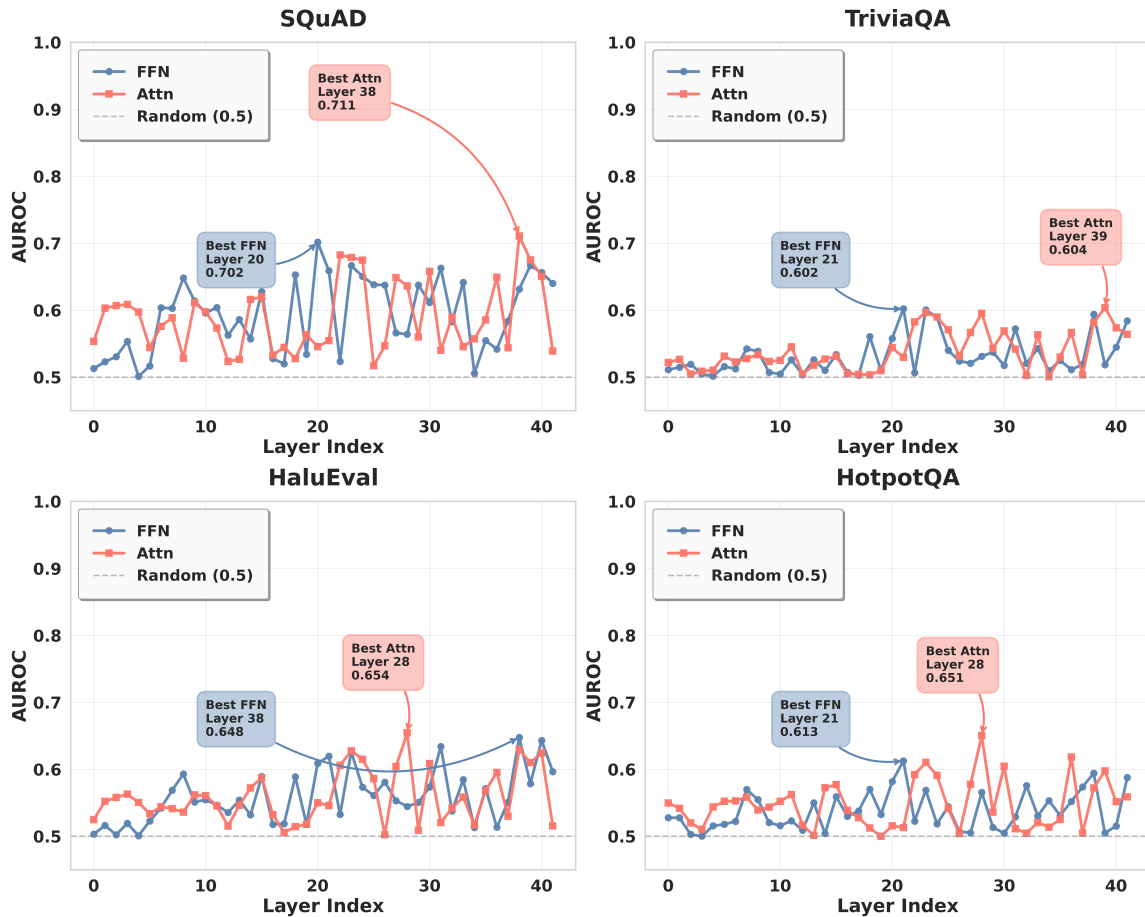 SQuAD
1.0
0.9
0.8
0.7
0.6
0.5
AUROC
FFN
Attn
Random (0.5)
Best Attn
Layer 38
0.711
Best FFN
Layer 20
0.702
0 10 20 30 40
Layer Index
TriviaQA
1.0
0.9
0.8
0.7
0.6
0.5
AUROC
FFN
Attn
Random (0.5)
Best FFN
Layer 21
0.602
Best Attn
Layer 39
0.604
0 10 20 30 40
Layer Index
HaluEval
1.0
0.9
0.8
0.7
0.6
0.5
AUROC
FFN
Attn
Random (0.5)
Best Attn
Layer 28
0.654
Best FFN
Layer 38
0.648
0 10 20 30 40
Layer Index
HotpotQA
1.0
0.9
0.8
0.7
0.6
0.5
AUROC
FFN
Attn
Random (0.5)
Best Attn
Layer 28
0.651
Best FFN
Layer 21
0.613
0 10 20 30 40
Layer Index